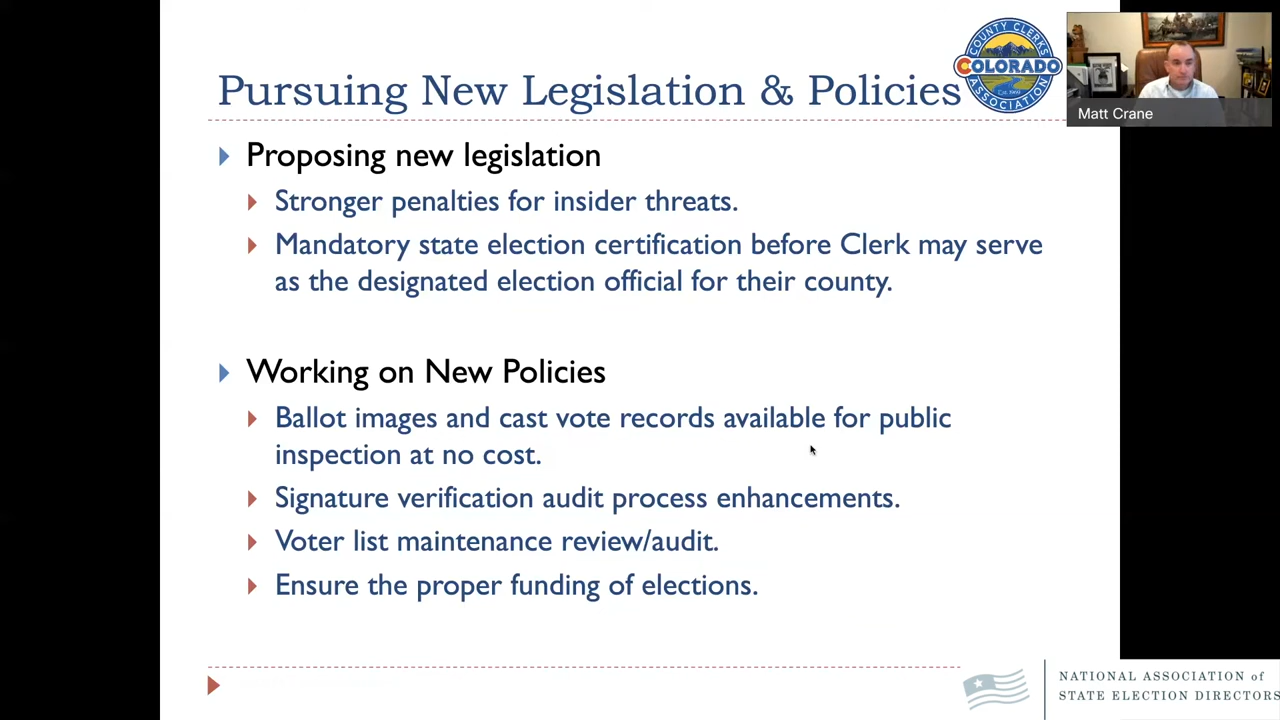 Pursuing New Legislation & Policies
COUNTY CLERKS
COLORADO
Est. 1969
ASSOCIATION
Matt Crane
Proposing new legislation
Stronger penalties for insider threats.
Mandatory state election certification before Clerk may serve
as the designated election official for their county.
Working on New Policies
Ballot images and cast vote records available for public
inspection at no cost.
Signature verification audit process enhancements.
Voter list maintenance review/audit.
Ensure the proper funding of elections.
NATIONAL ASSOCIATION of
STATE ELECTION DIRECTORS